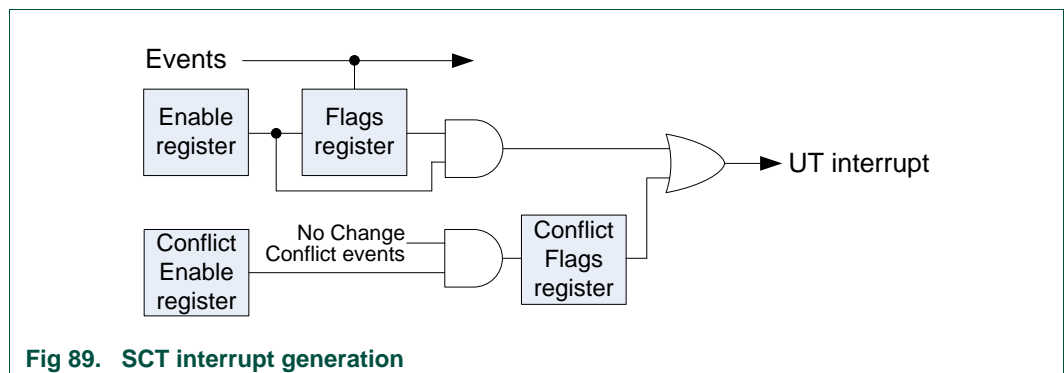 Events
Enable
register
Flags
register
UT interrupt
No Change
Conflict events
Conflict
Enable
register
Conflict
Flags
register
Fig 89. SCT interrupt generation